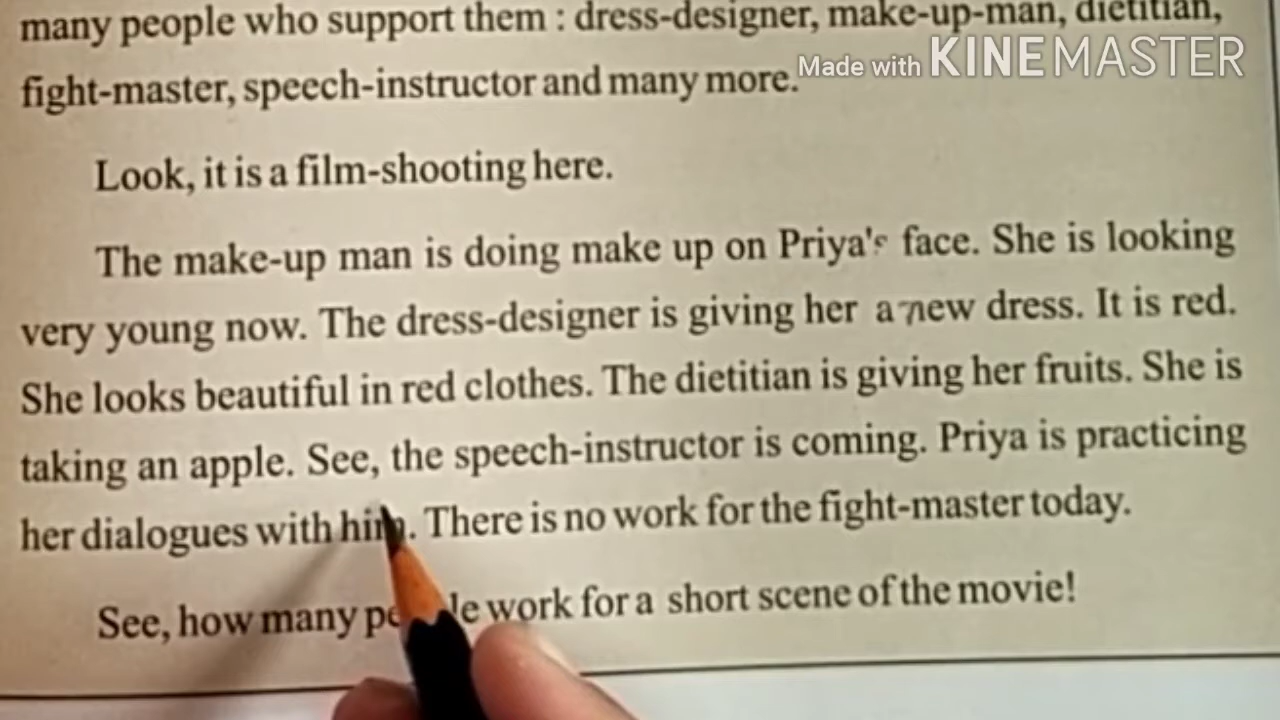 many people who support them : dress-designer, make-up-man, dietitian,
Made with KINEMASTER
fight-master, speech-instructor and many more.
Look, it is a film-shooting here.
The make-up man is doing make up on Priya's face. She is looking
very young now. The dress-designer is giving her a new dress. It is red.
She looks beautiful in red clothes. The dietitian is giving her fruits. She is
taking an apple. See, the speech-instructor is coming. Priya is practicing
her dialogues with him. There is no work for the fight-master today.
See, how many people work for a short scene of the movie!